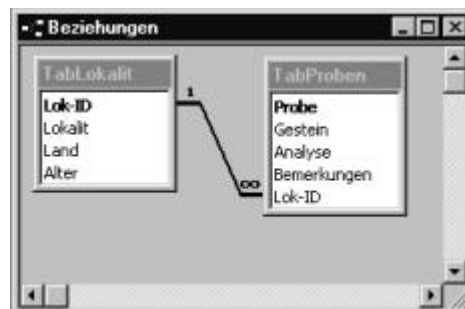 Beziehungen
TabLokalit
Lok-ID
Lokalit
Land
Alter
1
∞
TabProben
Probe
Gestein
Analyse
Bemerkungen
Lok-ID